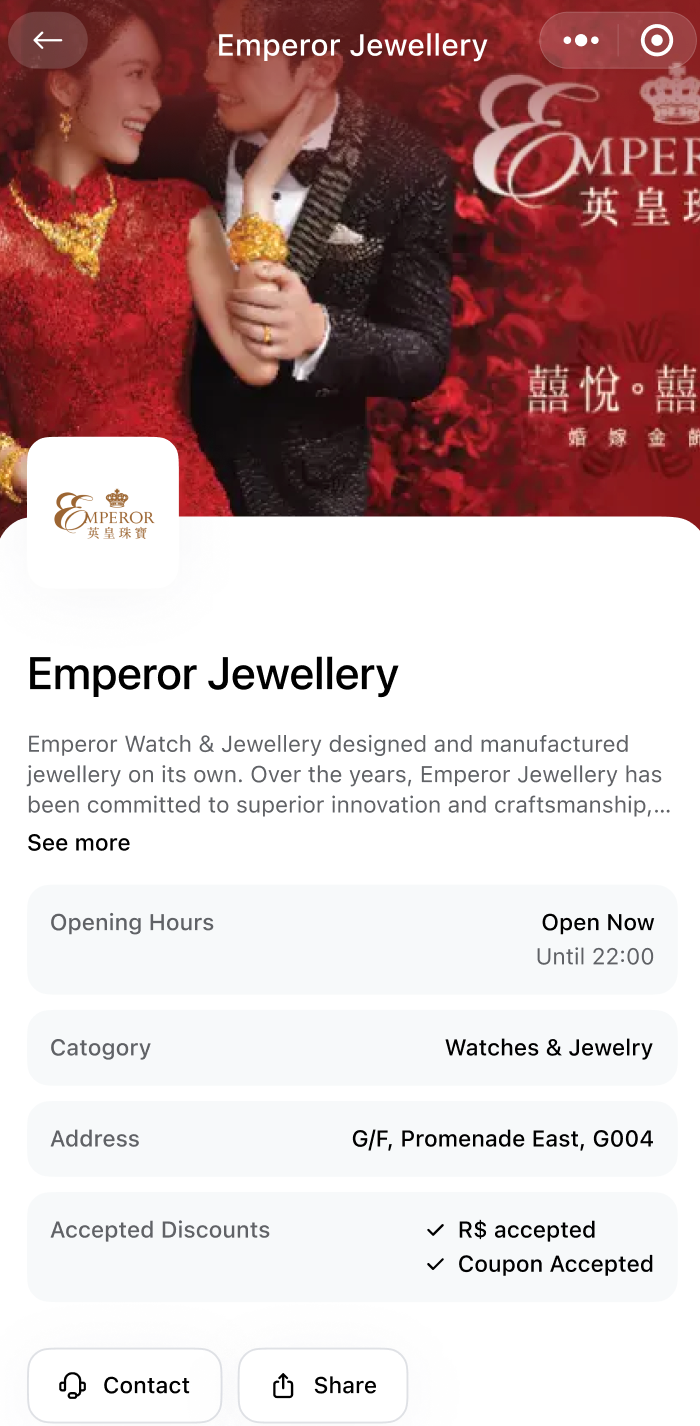 Emperor Jewellery
EMPER
英皇
囍悅。囍
婚嫁金
EMPEROR
英皇珠寶
Emperor Jewellery
Emperor Watch & Jewellery designed and manufactured
jewellery on its own. Over the years, Emperor Jewellery has
been committed to superior innovation and craftsmanship,...
See more
Opening Hours
Open Now
Until 22:00
Catogory
Watches & Jewelry
Address
G/F, Promenade East, G004
Accepted Discounts
✓ R$ accepted
✓ Coupon Accepted
Contact
Share